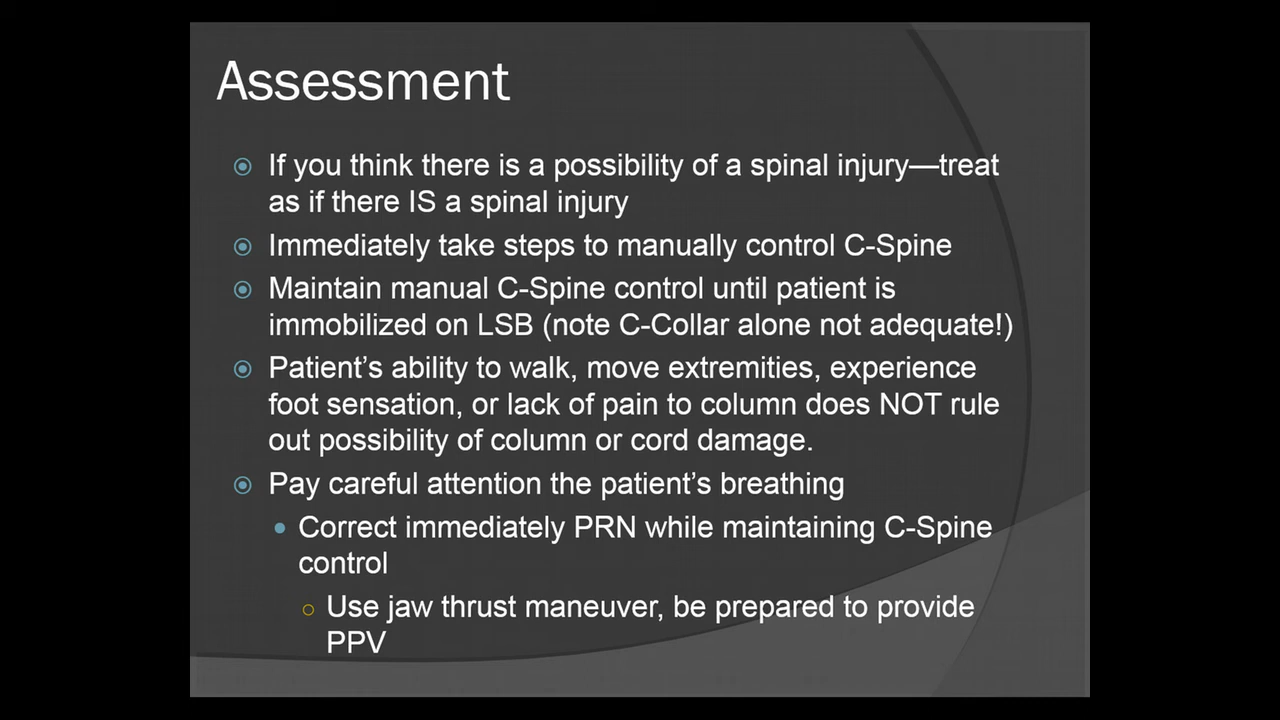 Assessment
If you think there is a possibility of a spinal injury—treat
as if there IS a spinal injury
Immediately take steps to manually control C-Spine
Maintain manual C-Spine control until patient is
immobilized on LSB (note C-Collar alone not adequate!)
Patient’s ability to walk, move extremities, experience
foot sensation, or lack of pain to column does NOT rule
out possibility of column or cord damage.
Pay careful attention the patient’s breathing
Correct immediately PRN while maintaining C-Spine
control
Use jaw thrust maneuver, be prepared to provide
PPV